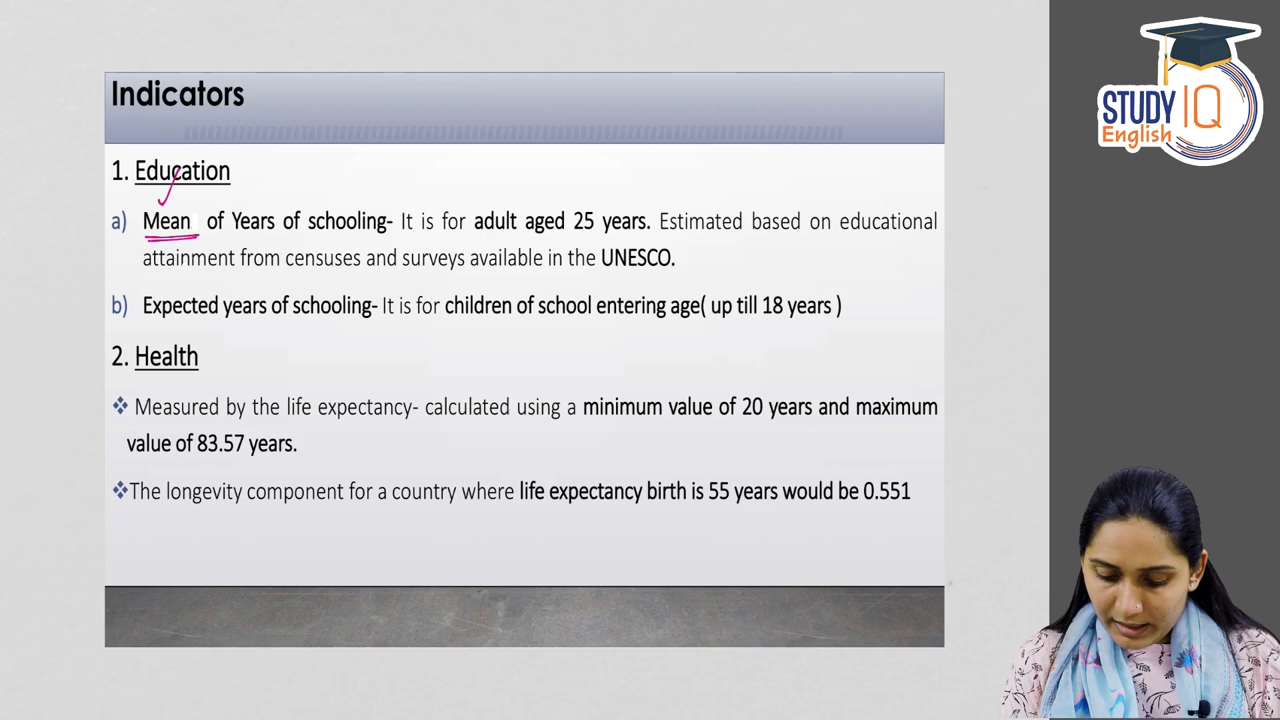 Indicators
1. Education
a) Mean of Years of schooling- It is for adult aged 25 years. Estimated based on educational
attainment from censuses and surveys available in the UNESCO.
b) Expected years of schooling- It is for children of school entering age( up till 18 years )
2. Health
❖ Measured by the life expectancy- calculated using a minimum value of 20 years and maximum
value of 83.57 years.
❖The longevity component for a country where life expectancy birth is 55 years would be 0.551
STUDY IQ
English